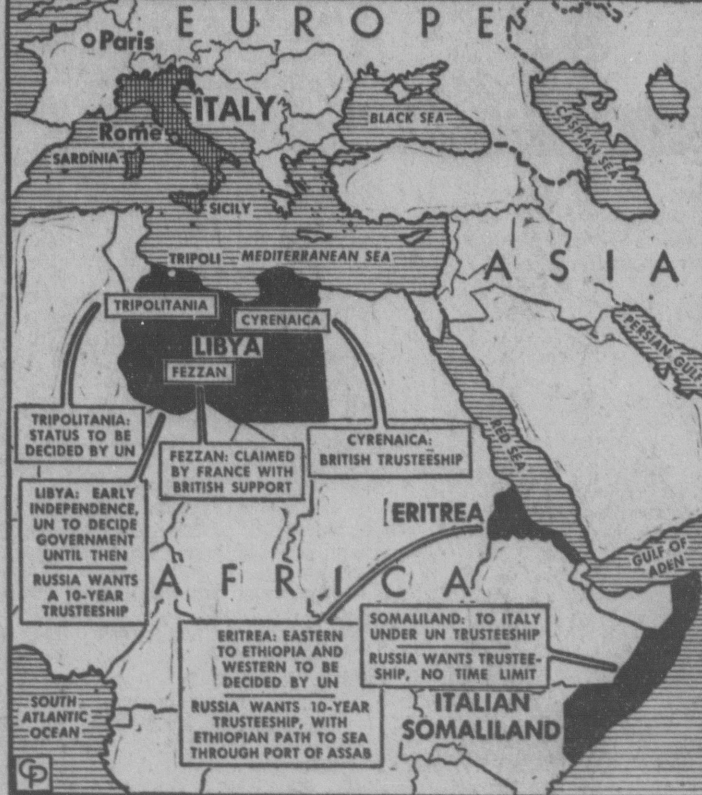 EUROPE
Paris
ITALY
BLACK SEA
CASPIAN SEA
Rome
SARDINIA
SICILY
TRIPOLI
MEDITERRANEAN SEA
ASIA
TRIPOLITANIA
CYRENAICA
LIBYA
FEZZAN
PERSIAN GULF
TRIPOLITANIA:
STATUS TO BE
DECIDED BY UN
FEZZAN: CLAIMED
BY FRANCE WITH
BRITISH SUPPORT
CYRENAICA:
BRITISH TRUSTEESHIP
RED SEA
LIBYA: EARLY
INDEPENDENCE,
UN TO DECIDE
GOVERNMENT
UNTIL THEN
RUSSIA WANTS
A 10-YEAR
TRUSTEESHIP
ERITREA
GULF OF
ADEN
AFRICA
ERITREA: EASTERN
TO ETHIOPIA AND
WESTERN TO BE
DECIDED BY UN
RUSSIA WANTS 10-YEAR
TRUSTEESHIP, WITH
ETHIOPIAN PATH TO SEA
THROUGH PORT OF ASSAB
SOMALILAND: TO ITALY
UNDER UN TRUSTEESHIP
RUSSIA WANTS TRUSTEE-
SHIP, NO TIME LIMIT
ITALIAN
SOMALILAND
SOUTH
ATLANTIC
OCEAN
CP